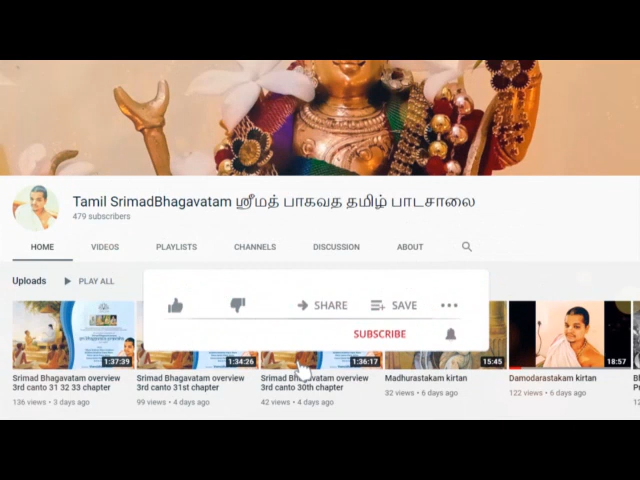 Tamil SrimadBhagavatam ஸ்ரீமத் பாகவத தமிழ் பாடசாலை
479 subscribers
HOME VIDEOS PLAYLISTS CHANNELS DISCUSSION ABOUT
Uploads PLAY ALL
SHARE SAVE
SUBSCRIBE
1:37:39 1:34:26 1:36:17 15:45 18:57
Srimad Bhagavatam overview Srimad Bhagavatam overview Srimad Bhagavatam overview Madhurastakam kirtan Damodarastakam kirtan
3rd canto 31 32 33 chapter 3rd canto 31st chapter 3rd canto 30th chapter 32 views • 6 days ago 122 views • 6 days ago
136 views • 3 days ago 99 views • 4 days ago 42 views • 4 days ago